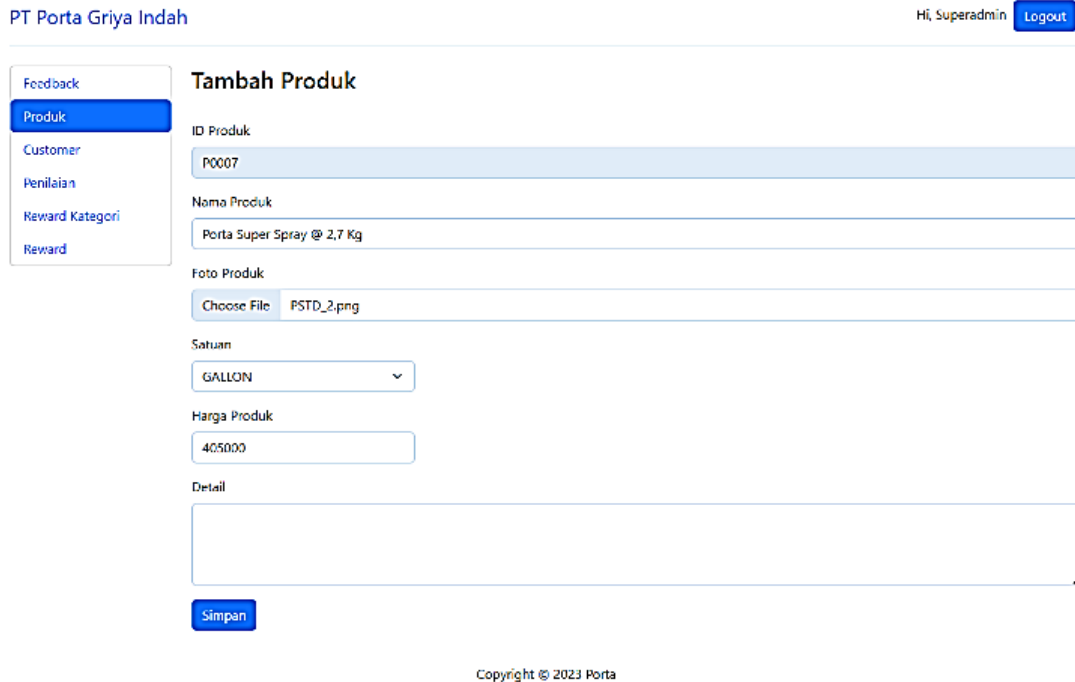 PT Porta Griya Indah
Hi, Superadmin
Logout
Feedback
Produk
Customer
Penilaian
Reward Kategori
Reward
Tambah Produk
ID Produk
P0007
Nama Produk
Porta Super Spray @ 2,7 Kg
Foto Produk
Choose File PSTD_2.png
Satuan
GALLON
Harga Produk
405000
Detail
Simpan
Copyright © 2023 Porta